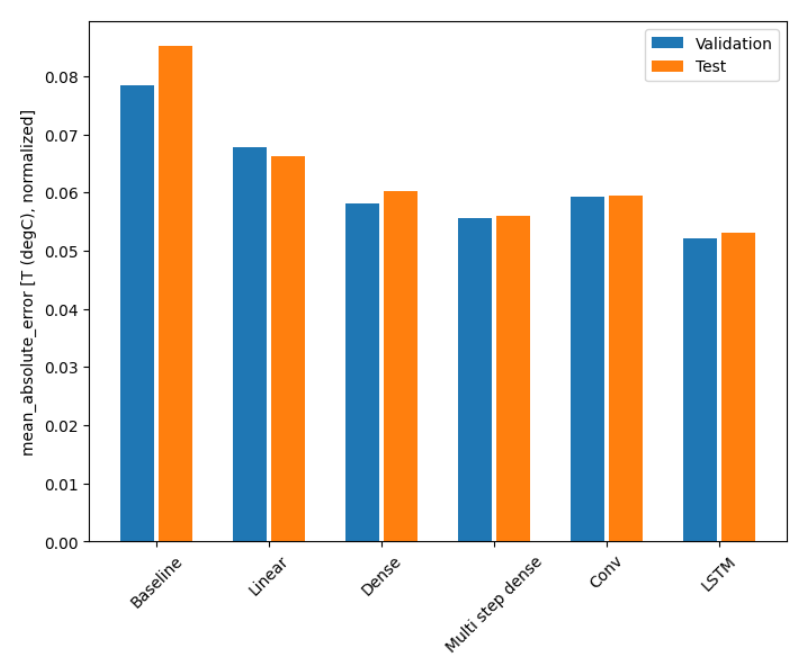 Validation
Test
mean_absolute_error [T (degC), normalized]
0.08
0.07
0.06
0.05
0.04
0.03
0.02
0.01
0.00
Baseline
Linear
Dense
Multi step dense
Conv
LSTM